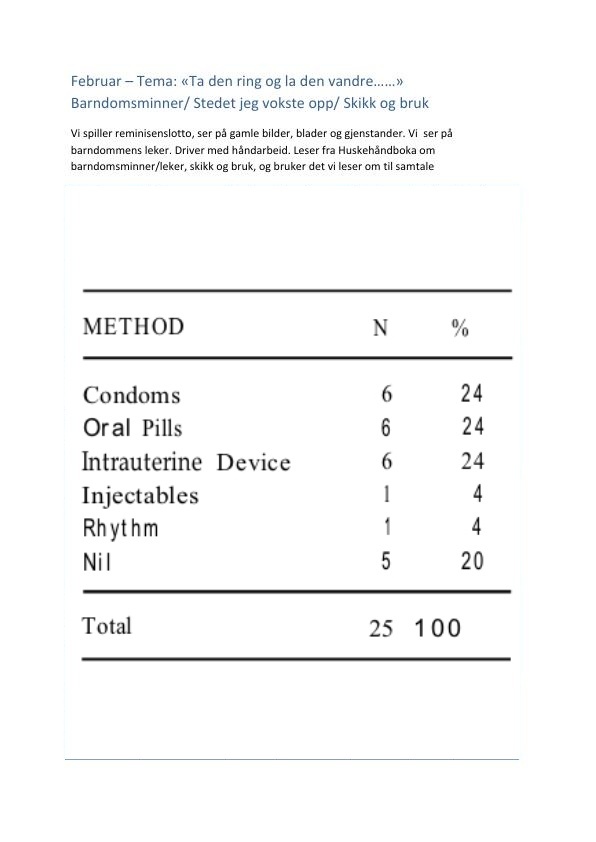 Februar – Tema: «Ta den ring og la den vandre……»
Barndomsminner/ Stedet jeg vokste opp/ Skikk og bruk
Vi spiller reminisenslotto, ser på gamle bilder, blader og gjenstander. Vi  ser på
barndommens leker. Driver med håndarbeid. Leser fra Huskehåndboka om
barndomsminner/leker, skikk og bruk, og bruker det vi leser om til samtale
METHOD N %
Condoms 6 24
Oral Pills 6 24
Intrauterine Device 6 24
Injectables 1 4
Rhythm 1 4
Nil 5 20
Total 25 100